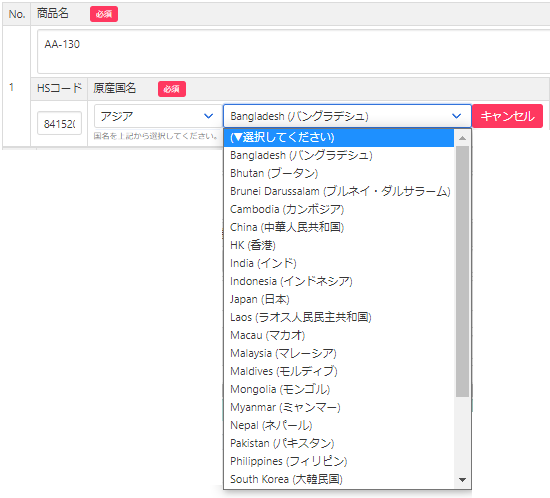 No. 商品名 必須
AA-130
1
HSコード 原産国名 必須
841520 アジア Bangladesh (バングラデシュ) キャンセル
国名を上記から選択してください。
(▼選択してください)
Bangladesh (バングラデシュ)
Bhutan (ブータン)
Brunei Darussalam (ブルネイ・ダルサラーム)
Cambodia (カンボジア)
China (中華人民共和国)
HK (香港)
India (インド)
Indonesia (インドネシア)
Japan (日本)
Laos (ラオス人民民主共和国)
Macau (マカオ)
Malaysia (マレーシア)
Maldives (モルディブ)
Mongolia (モンゴル)
Myanmar (ミャンマー)
Nepal (ネパール)
Pakistan (パキスタン)
Philippines (フィリピン)
South Korea (大韓民国)